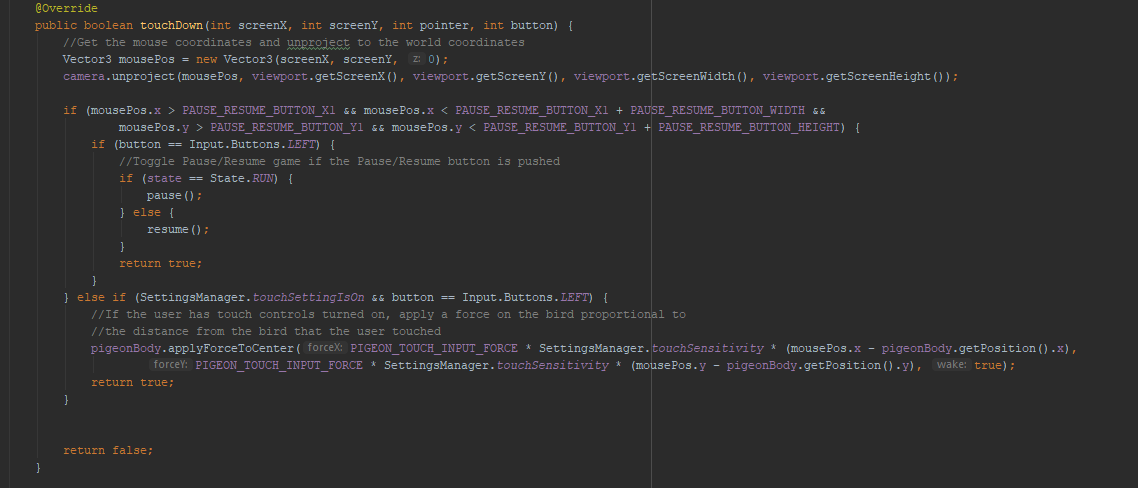 @Override
public boolean touchDown(int screenX, int screenY, int pointer, int button) {
//Get the mouse coordinates and unproject to the world coordinates
Vector3 mousePos = new Vector3(screenX, screenY, z: 0);
camera.unproject(mousePos, viewport.getScreenX(), viewport.getScreenY(), viewport.getScreenWidth(), viewport.getScreenHeight());
if (mousePos.x > PAUSE_RESUME_BUTTON_X1 && mousePos.x < PAUSE_RESUME_BUTTON_X1 + PAUSE_RESUME_BUTTON_WIDTH &&
mousePos.y > PAUSE_RESUME_BUTTON_Y1 && mousePos.y < PAUSE_RESUME_BUTTON_Y1 + PAUSE_RESUME_BUTTON_HEIGHT) {
if (button == Input.Buttons.LEFT) {
//Toggle Pause/Resume game if the Pause/Resume button is pushed
if (state == State.RUN) {
pause();
} else {
resume();
}
return true;
}
} else if (SettingsManager.touchSettingIsOn && button == Input.Buttons.LEFT) {
//If the user has touch controls turned on, apply a force on the bird proportional to
//the distance from the bird that the user touched
pigeonBody.applyForceToCenter( forceX: PIGEON_TOUCH_INPUT_FORCE * SettingsManager.touchSensitivity * (mousePos.x - pigeonBody.getPosition().x),
forceY: PIGEON_TOUCH_INPUT_FORCE * SettingsManager.touchSensitivity * (mousePos.y - pigeonBody.getPosition().y), wake: true);
return true;
}
return false;
}